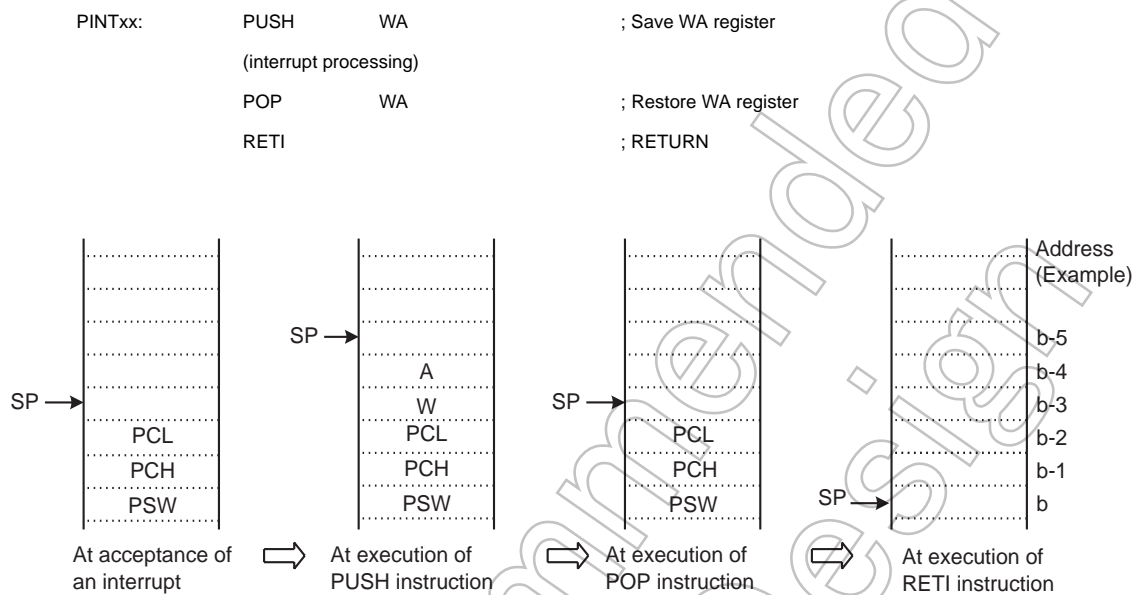 PINTxx: PUSH WA ; Save WA register
(interrupt processing)
POP WA ; Restore WA register
RETI ; RETURN
Address
(Example)
SP b-5
A b-4
SP W SP b-3
PCL PCL PCL b-2
PCH PCH PCH b-1
PSW PSW PSW SP b
At acceptance of
an interrupt
At execution of
PUSH instruction
At execution of
POP instruction
At execution of
RETI instruction
mmended
esign